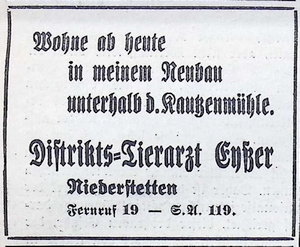 Wohne ab heute
in meinem Neubau
unterhalb d. Kautzenmühle.
Distrikts-Tierarzt Eyßer
Niederstetten
Fernruf 19 — S.A. 119.